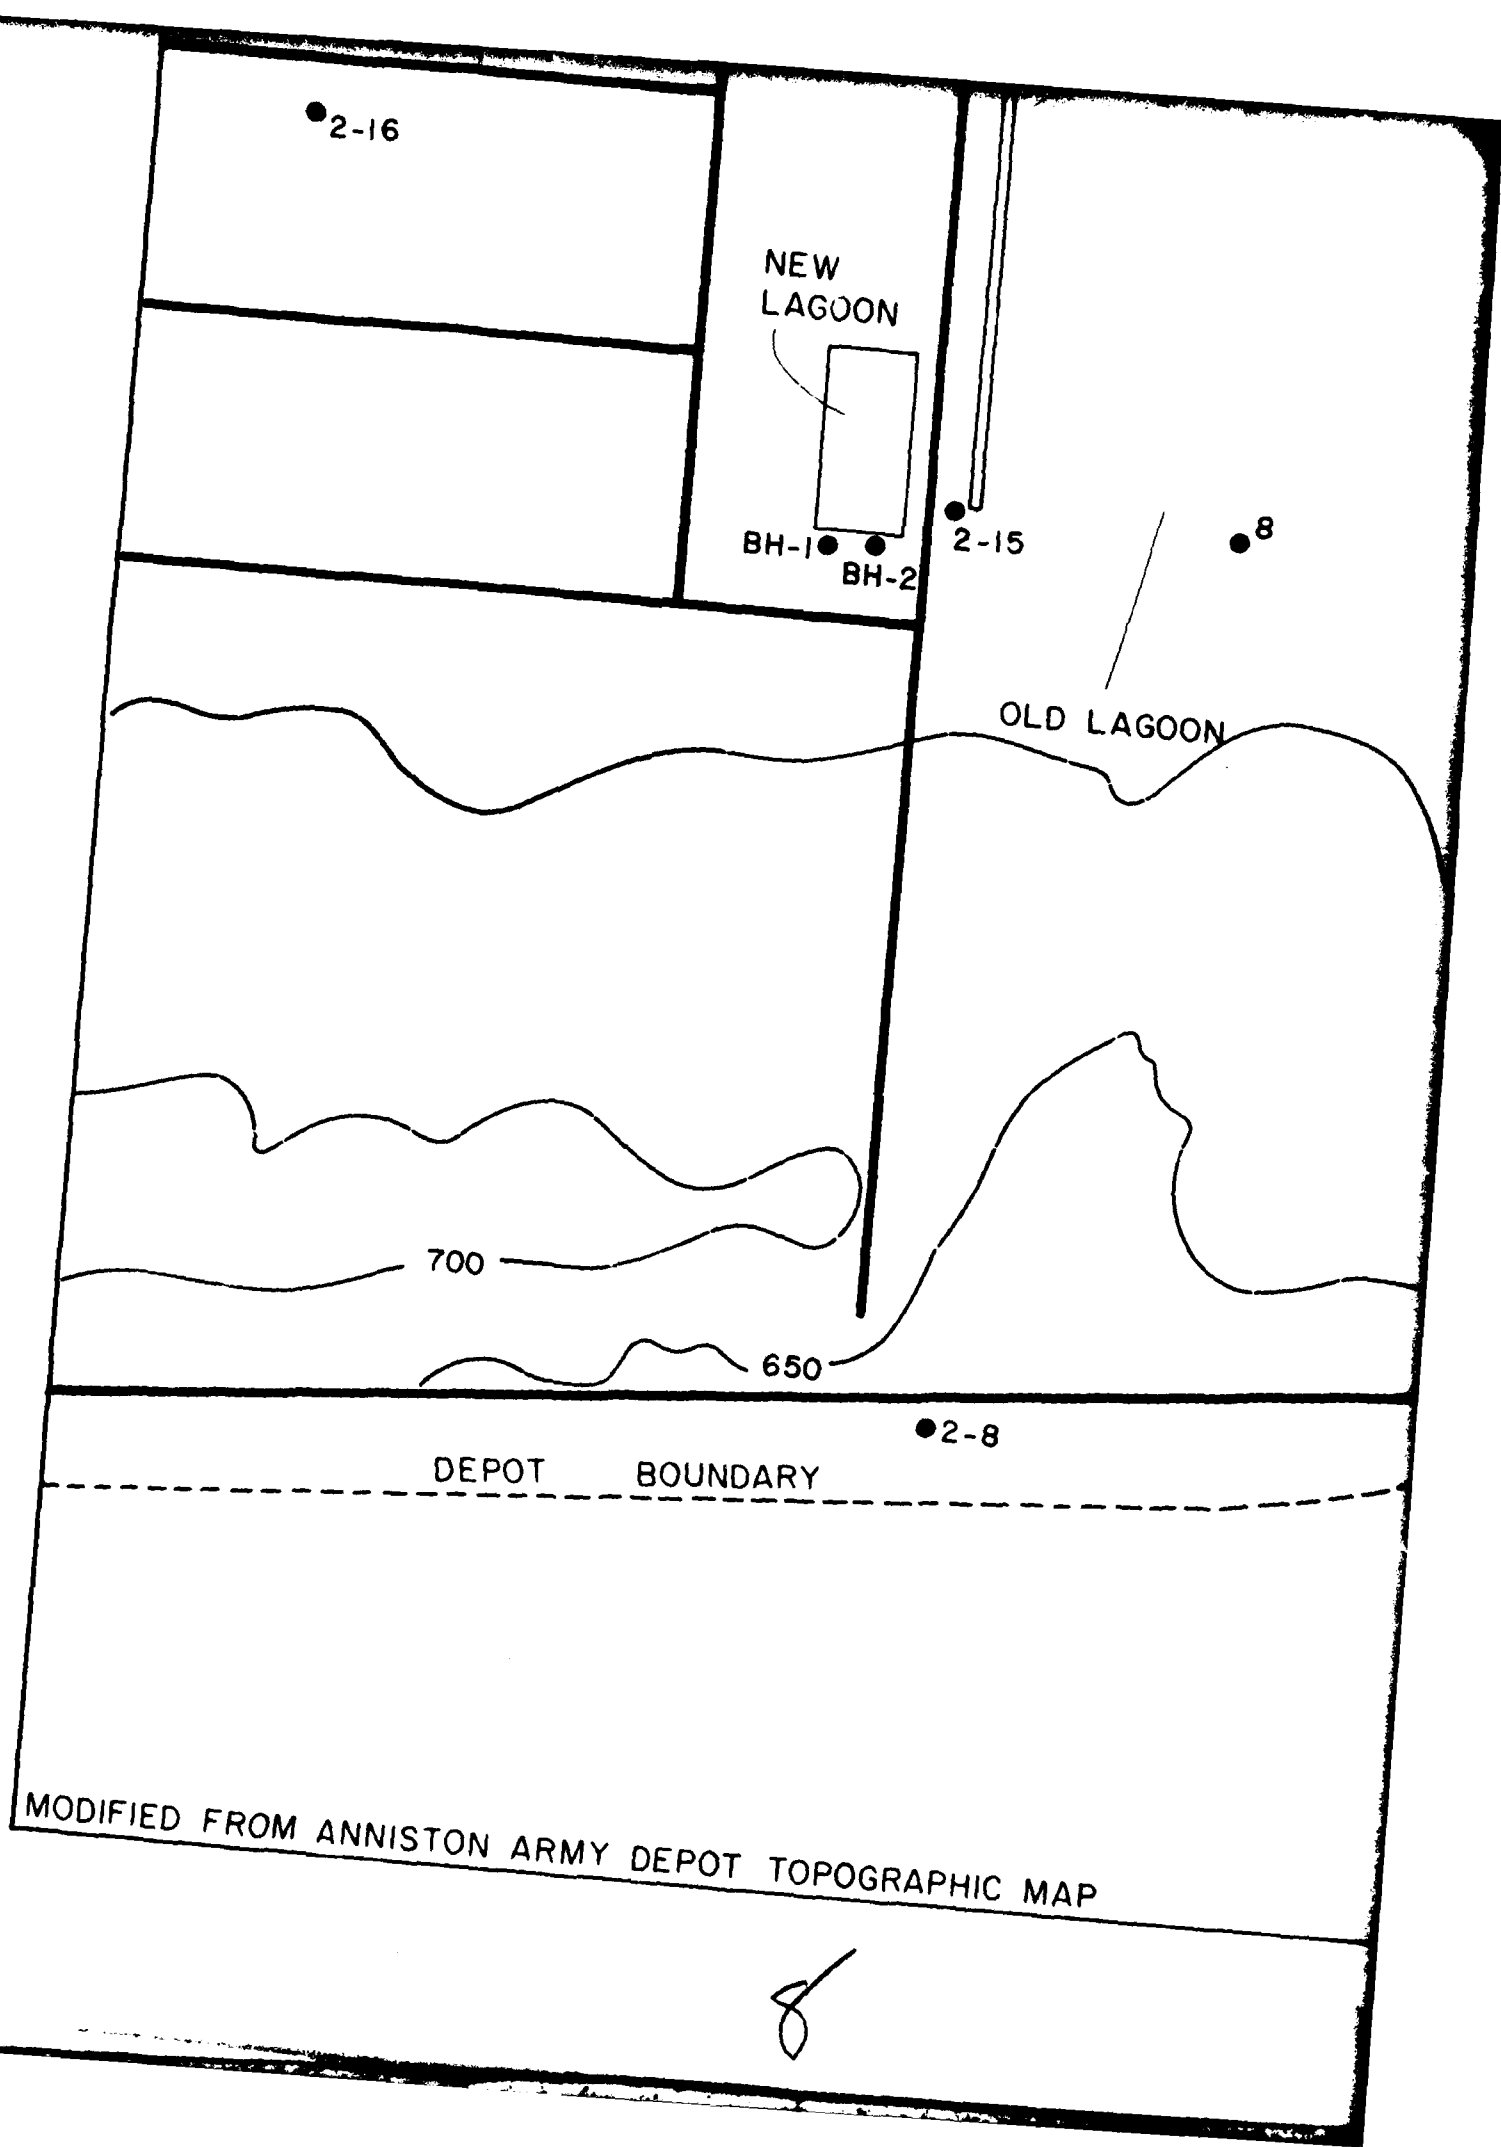 2-16
NEW
LAGOON
BH-1
BH-2
2-15
8
OLD LAGOON
700
650
2-8
DEPOT BOUNDARY
MODIFIED FROM ANNISTON ARMY DEPOT TOPOGRAPHIC MAP
8